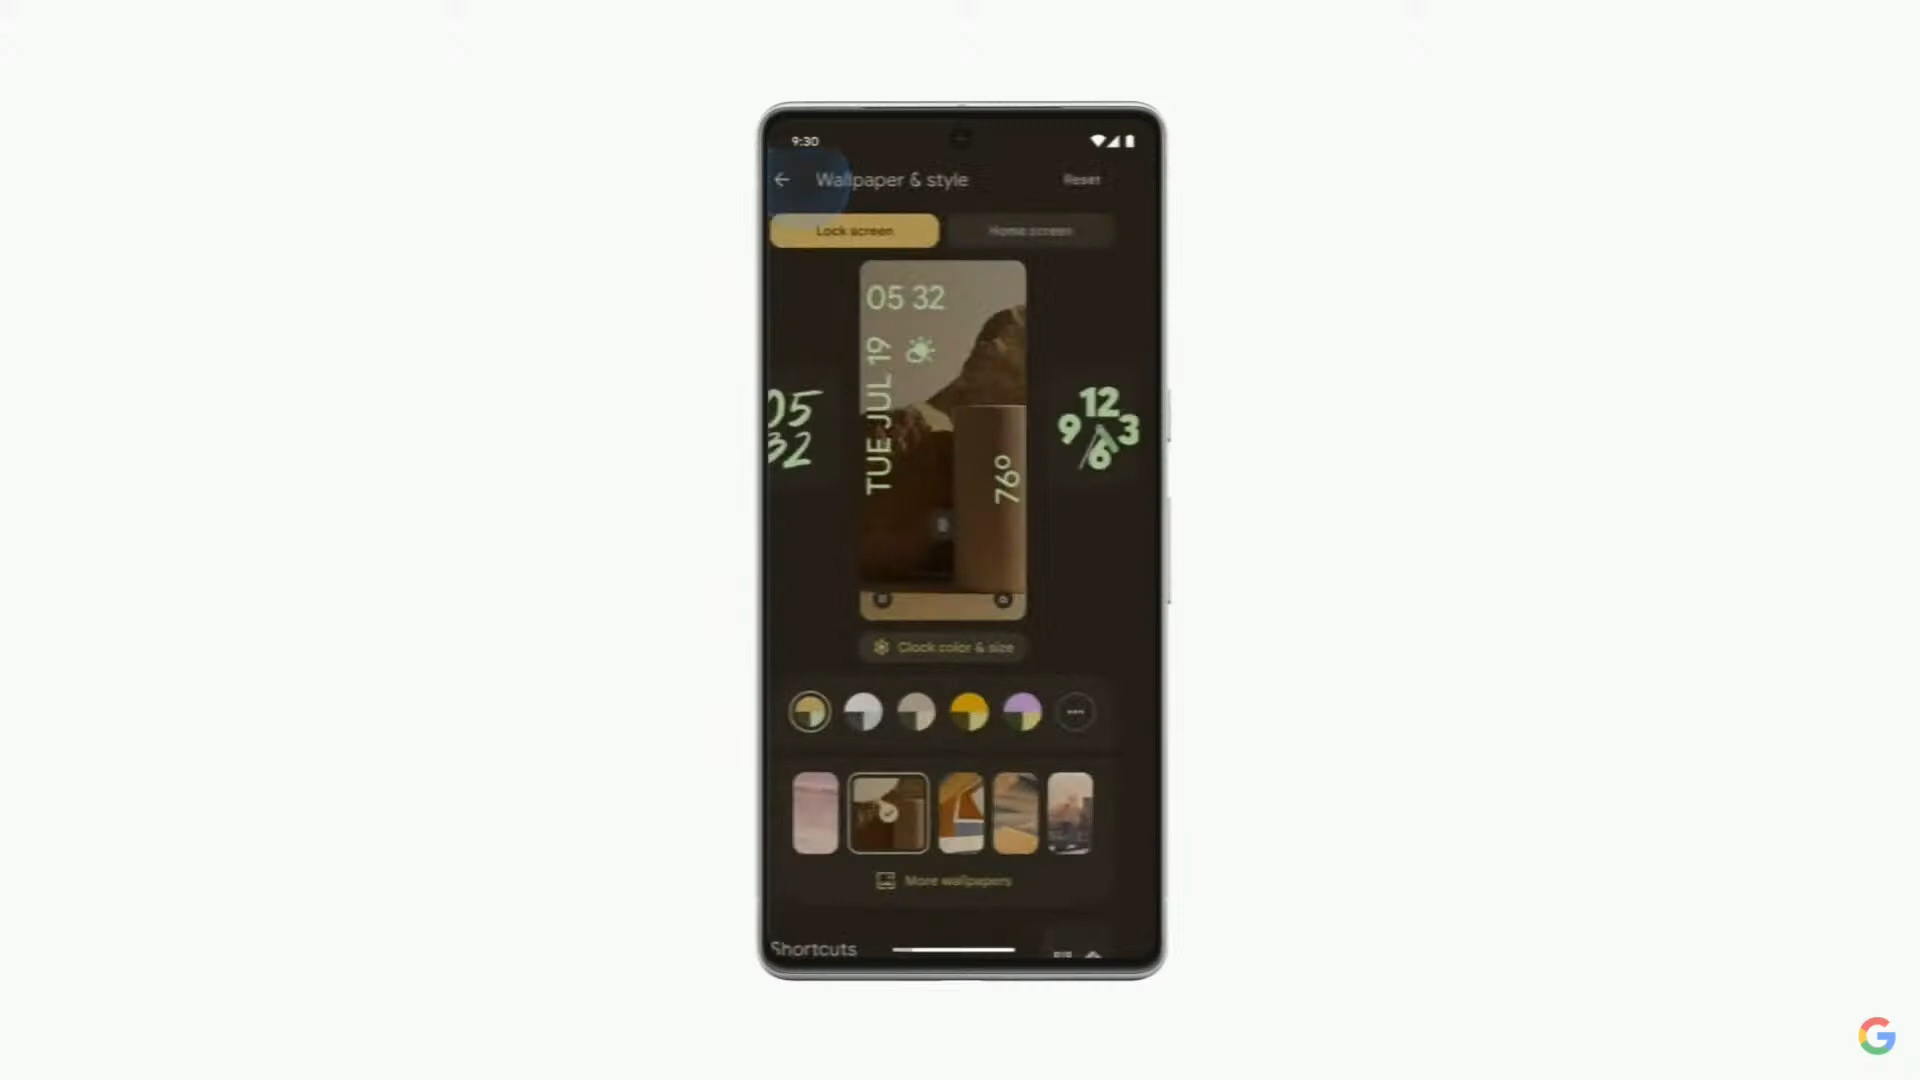 9:30
Wallpaper & style
Reset
Lock screen
Home screen
05 32
TUE JUL 19
76°
05
32
12
9 3
6
Clock color & size
More wallpapers
Shortcuts
G